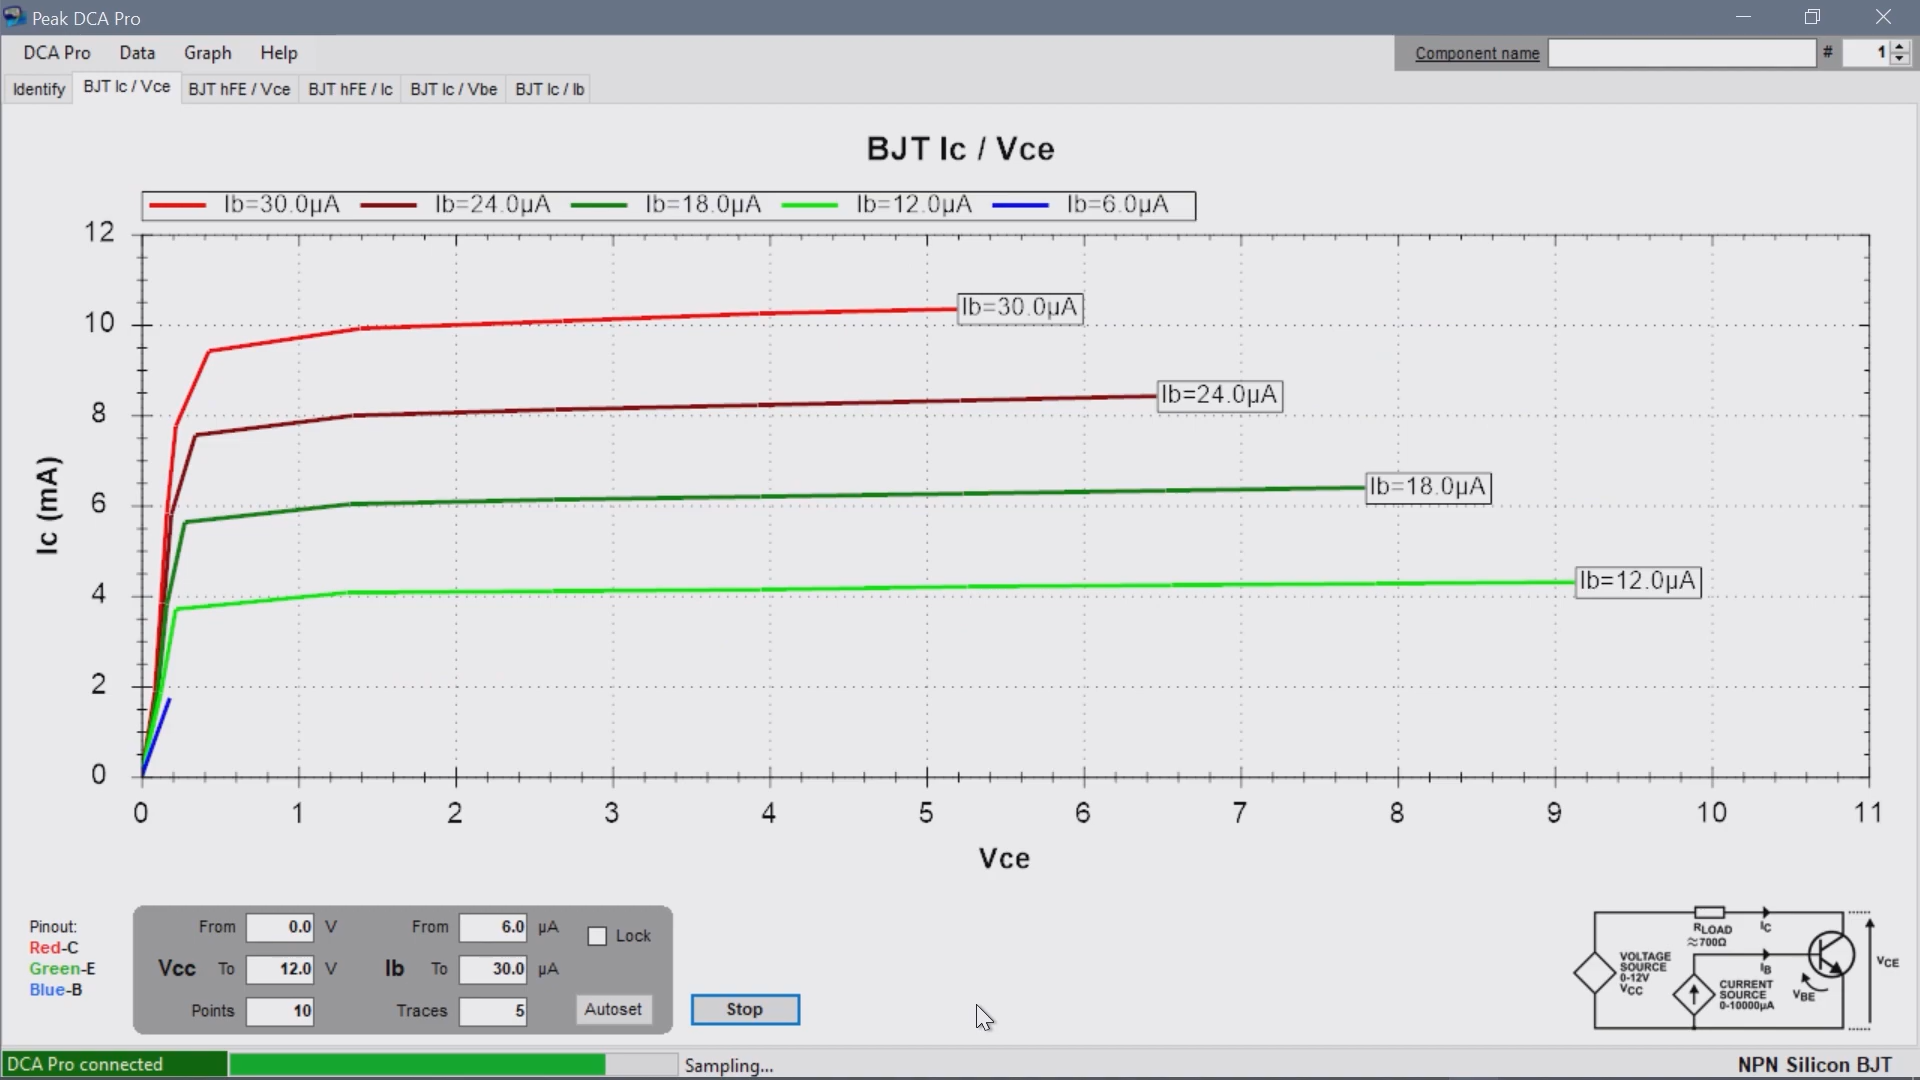 Peak DCA Pro
DCA Pro Data Graph Help
Component name # 1
Identify BJT Ic / Vce BJT hFE / Vce BJT hFE / Ic BJT Ic / Vbe BJT Ic / Ib
BJT Ic / Vce
Ib=30.0µA Ib=24.0µA Ib=18.0µA Ib=12.0µA Ib=6.0µA
12
10
8
6
4
2
0
Ic (mA)
Ib=30.0µA
Ib=24.0µA
Ib=18.0µA
Ib=12.0µA
0 1 2 3 4 5 6 7 8 9 10 11
Vce
Pinout:
Red-C
Green-E
Blue-B
From 0.0 V From 6.0 µA Lock
Vcc To 12.0 V Ib To 30.0 µA
Points 10 Traces 5 Autoset
Stop
RLOAD
≈700Ω
IC
VOLTAGE
SOURCE
0-12V
VCC
IB
CURRENT
SOURCE
0-10000µA
VBE
VCE
DCA Pro connected Sampling... NPN Silicon BJT